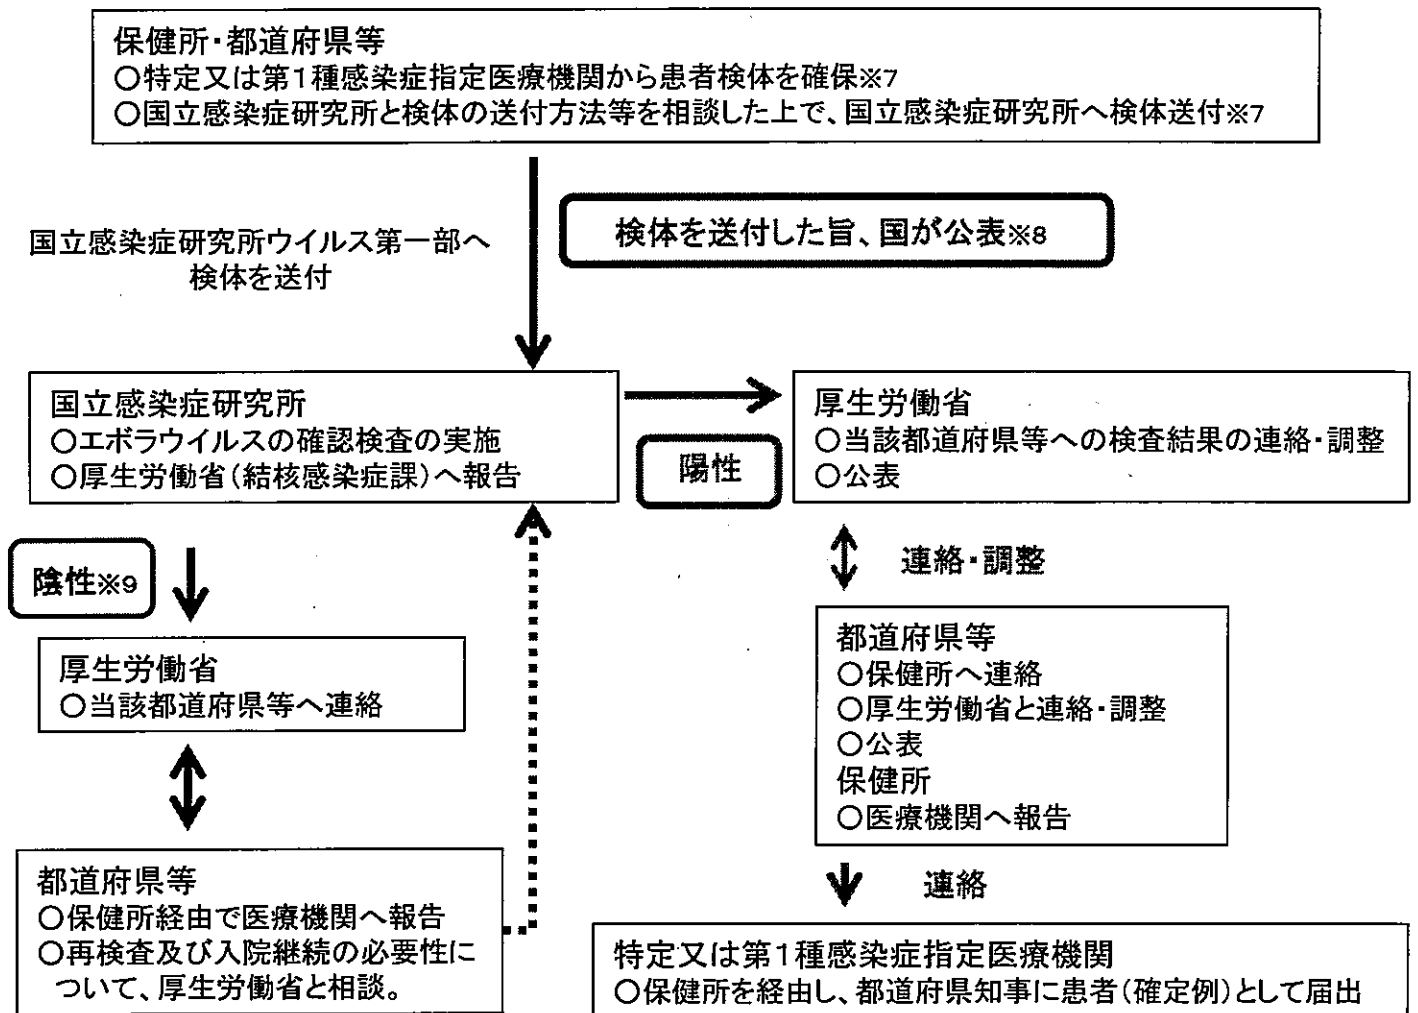 保健所・都道府県等
○特定又は第1種感染症指定医療機関から患者検体を確保※7
○国立感染症研究所と検体の送付方法等を相談した上で、国立感染症研究所へ検体送付※7
検体を送付した旨、国が公表※8
国立感染症研究所ウイルス第一部へ
検体を送付
国立感染症研究所
○エボラウイルスの確認検査の実施
○厚生労働省(結核感染症課)へ報告
陽性
厚生労働省
○当該都道府県等への検査結果の連絡・調整
○公表
陰性※9
連絡・調整
厚生労働省
○当該都道府県等へ連絡
都道府県等
○保健所へ連絡
○厚生労働省と連絡・調整
○公表
保健所
○医療機関へ報告
都道府県等
○保健所経由で医療機関へ報告
○再検査及び入院継続の必要性に
ついて、厚生労働省と相談。
連絡
特定又は第1種感染症指定医療機関
○保健所を経由し、都道府県知事に患者(確定例)として届出